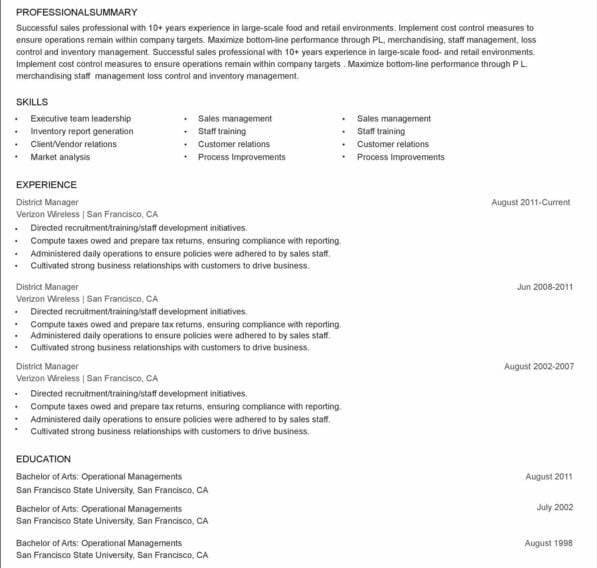 PROFESSIONALSUMMARY
Successful sales professional with 10+ years experience in large-scale food and retail environments. Implement cost control measures to
ensure operations remain within company targets. Maximize bottom-line performance through PL, merchandising, staff management, loss
control and inventory management. Successful sales professional with 10+ years experience in large-scale food- and retail environments.
Implement cost control measures to ensure operations remain within company targets . Maximize bottom-line performance through P L.
merchandising staff management loss control and inventory management.
SKILLS
• Executive team leadership • Sales management • Sales management
• Inventory report generation • Staff training • Staff training
• Client/Vendor relations • Customer relations • Customer relations
• Market analysis • Process Improvements • Process Improvements
EXPERIENCE
District Manager August 2011-Current
Verizon Wireless | San Francisco, CA
• Directed recruitment/training/staff development initiatives.
• Compute taxes owed and prepare tax returns, ensuring compliance with reporting.
• Administered daily operations to ensure policies were adhered to by sales staff.
• Cultivated strong business relationships with customers to drive business.
District Manager Jun 2008-2011
Verizon Wireless | San Francisco, CA
• Directed recruitment/training/staff development initiatives.
• Compute taxes owed and prepare tax returns, ensuring compliance with reporting.
• Administered daily operations to ensure policies were adhered to by sales staff.
• Cultivated strong business relationships with customers to drive business.
District Manager August 2002-2007
Verizon Wireless | San Francisco, CA
• Directed recruitment/training/staff development initiatives.
• Compute taxes owed and prepare tax returns, ensuring compliance with reporting.
• Administered daily operations to ensure policies were adhered to by sales staff.
• Cultivated strong business relationships with customers to drive business.
EDUCATION
Bachelor of Arts: Operational Managements August 2011
San Francisco State University, San Francisco, CA
Bachelor of Arts: Operational Managements July 2002
San Francisco State University, San Francisco, CA
Bachelor of Arts: Operational Managements August 1998
San Francisco State University, San Francisco, CA